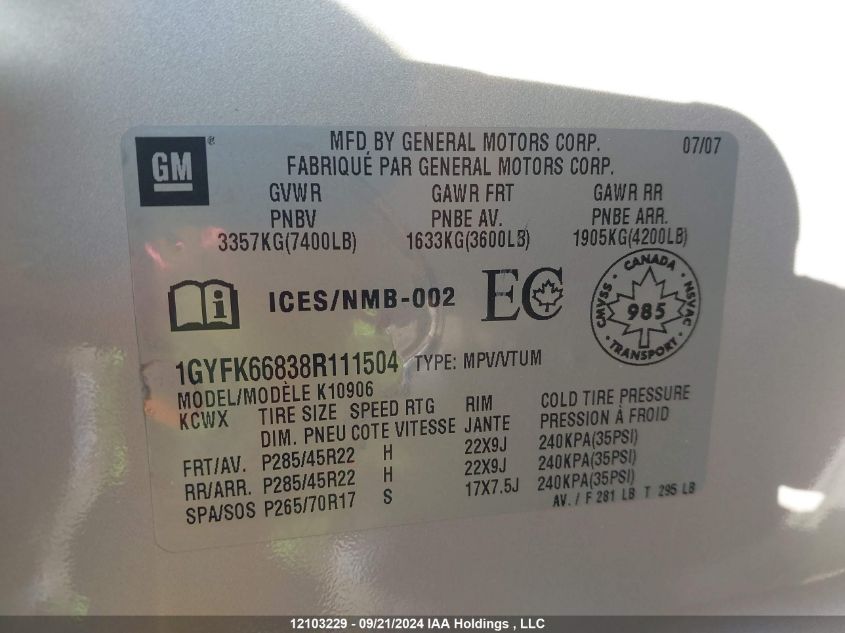 GM ®
MFD BY GENERAL MOTORS CORP. 07/07
FABRIQUÉ PAR GENERAL MOTORS CORP.
GVWR GAWR FRT GAWR RR
PNBV PNBE AV. PNBE ARR.
3357KG(7400LB) 1633KG(3600LB) 1905KG(4200LB)
i ICES/NMB-002 EC
CANADA
CMVSS 985 NSVAC
TRANSPORT
1GYFK66838R111504 TYPE: MPV/VTUM
MODEL/MODÈLE K10906
KCWX TIRE SIZE SPEED RTG RIM COLD TIRE PRESSURE
DIM. PNEU COTE VITESSE JANTE PRESSION À FROID
FRT/AV. P285/45R22 H 22X9J 240KPA(35PSI)
RR/ARR. P285/45R22 H 22X9J 240KPA(35PSI)
SPA/SOS P265/70R17 S 17X7.5J 240KPA(35PSI)
AV. / F 281 LB T 295 LB
12103229 - 09/21/2024 IAA Holdings , LLC